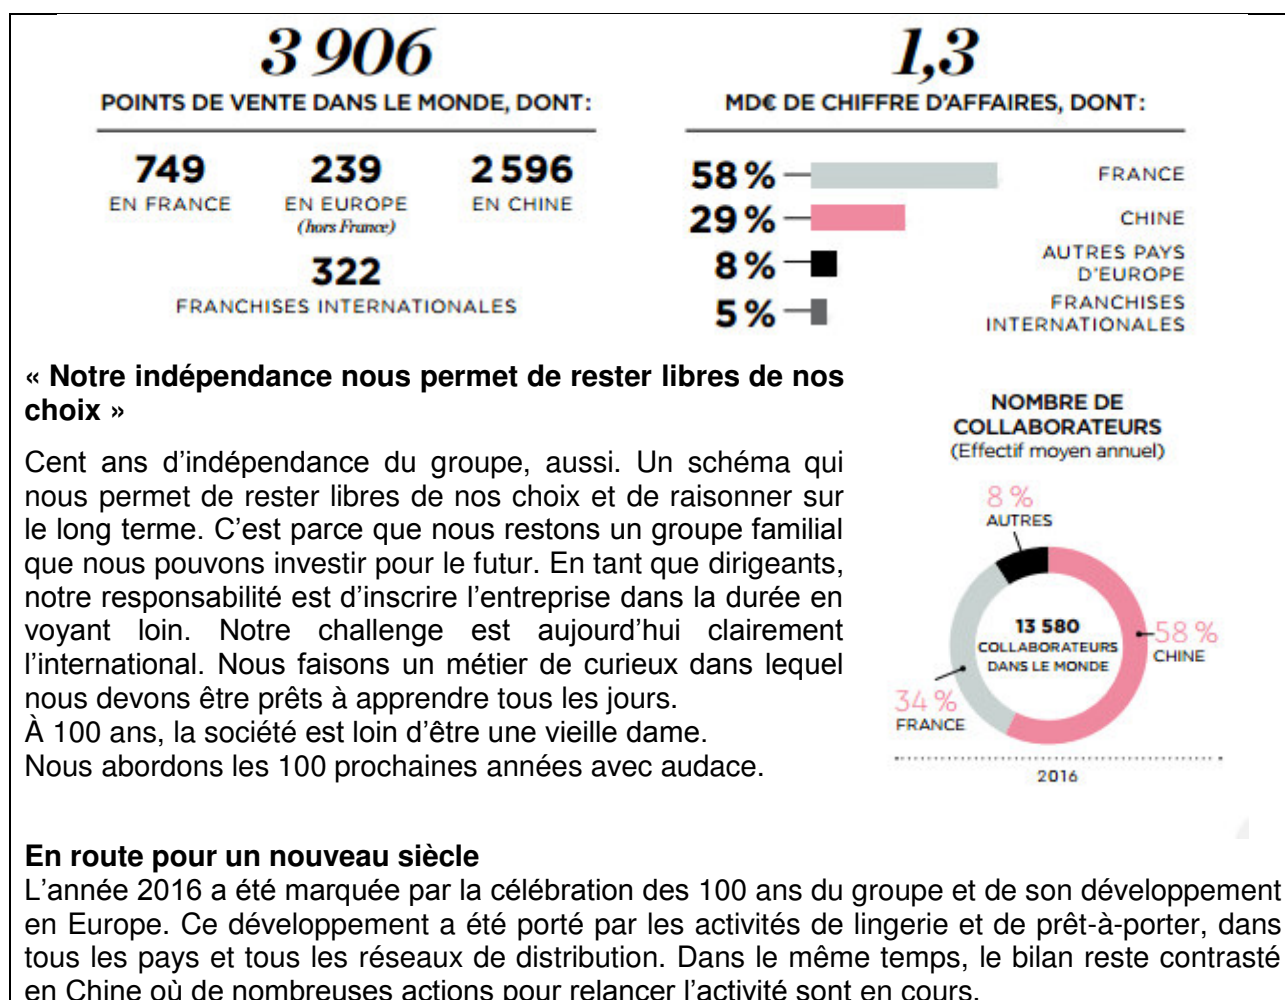 3 906
POINTS DE VENTE DANS LE MONDE, DONT :
749
EN FRANCE
239
EN EUROPE
(hors France)
2 596
EN CHINE
322
FRANCHISES INTERNATIONALES
1,3
MD€ DE CHIFFRE D'AFFAIRES, DONT :
58 % FRANCE
29 % CHINE
8 % AUTRES PAYS
D'EUROPE
5 % FRANCHISES
INTERNATIONALES
« Notre indépendance nous permet de rester libres de nos
choix »
Cent ans d’indépendance du groupe, aussi. Un schéma qui
nous permet de rester libres de nos choix et de raisonner sur
le long terme. C’est parce que nous restons un groupe familial
que nous pouvons investir pour le futur. En tant que dirigeants,
notre responsabilité est d’inscrire l’entreprise dans la durée en
voyant loin. Notre challenge est aujourd’hui clairement
l’international. Nous faisons un métier de curieux dans lequel
nous devons être prêts à apprendre tous les jours.
À 100 ans, la société est loin d’être une vieille dame.
Nous abordons les 100 prochaines années avec audace.
NOMBRE DE
COLLABORATEURS
(Effectif moyen annuel)
8 %
AUTRES
13 580
COLLABORATEURS
DANS LE MONDE
58 %
CHINE
34 %
FRANCE
2016
En route pour un nouveau siècle
L’année 2016 a été marquée par la célébration des 100 ans du groupe et de son développement
en Europe. Ce développement a été porté par les activités de lingerie et de prêt-à-porter, dans
tous les pays et tous les réseaux de distribution. Dans le même temps, le bilan reste contrasté
en Chine où de nombreuses actions pour relancer l’activité sont en cours.